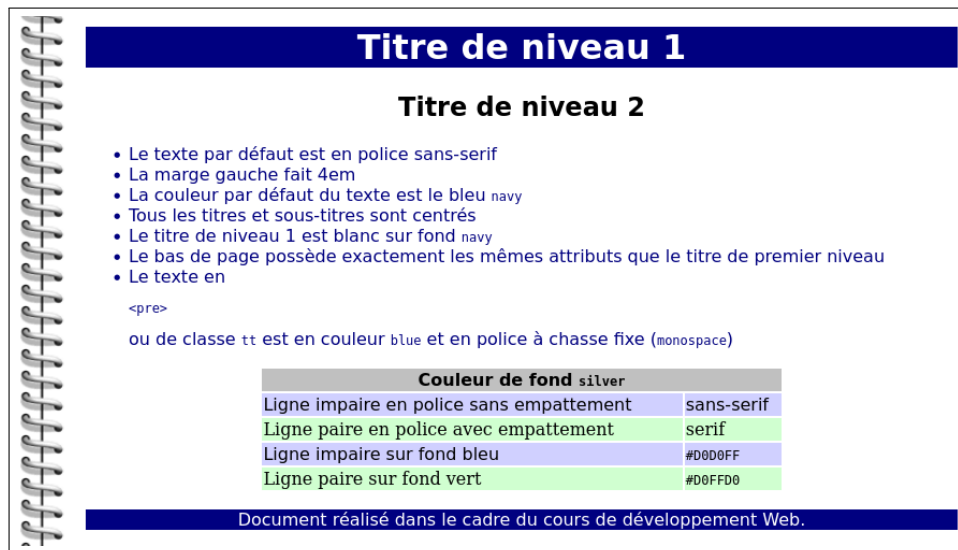 Titre de niveau 1
Titre de niveau 2
• Le texte par défaut est en police sans-serif
• La marge gauche fait 4em
• La couleur par défaut du texte est le bleu navy
• Tous les titres et sous-titres sont centrés
• Le titre de niveau 1 est blanc sur fond navy
• Le bas de page possède exactement les mêmes attributs que le titre de premier niveau
• Le texte en
<pre>
ou de classe tt est en couleur blue et en police à chasse fixe (monospace)
Couleur de fond silver
Ligne impaire en police sans empattement sans-serif
Ligne paire en police avec empattement serif
Ligne impaire sur fond bleu #D0D0FF
Ligne paire sur fond vert #D0FFD0
Document réalisé dans le cadre du cours de développement Web.